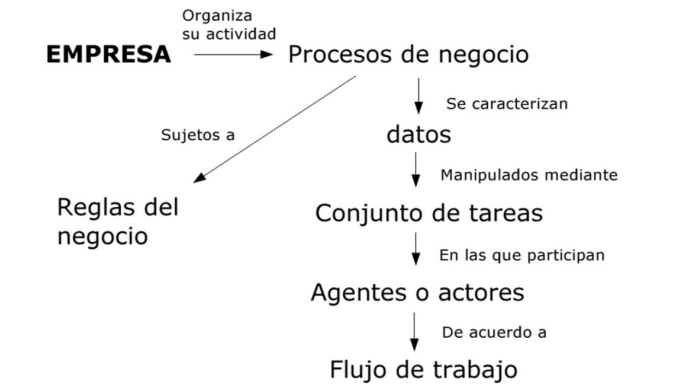 Organiza
su actividad
EMPRESA
Procesos de negocio
Se caracterizan
Sujetos a
datos
Manipulados mediante
Reglas del
negocio
Conjunto de tareas
En las que participan
Agentes o actores
De acuerdo a
Flujo de trabajo